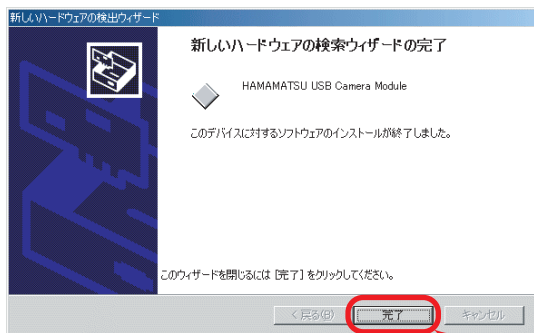 新しいハードウェアの検出ウィザード
新しいハードウェアの検索ウィザードの完了
HAMAMATSU USB Camera Module
このデバイスに対するソフトウェアのインストールが終了しました。
このウィザードを閉じるには [完了] をクリックしてください。
< 戻る(B)
完了
キャンセル